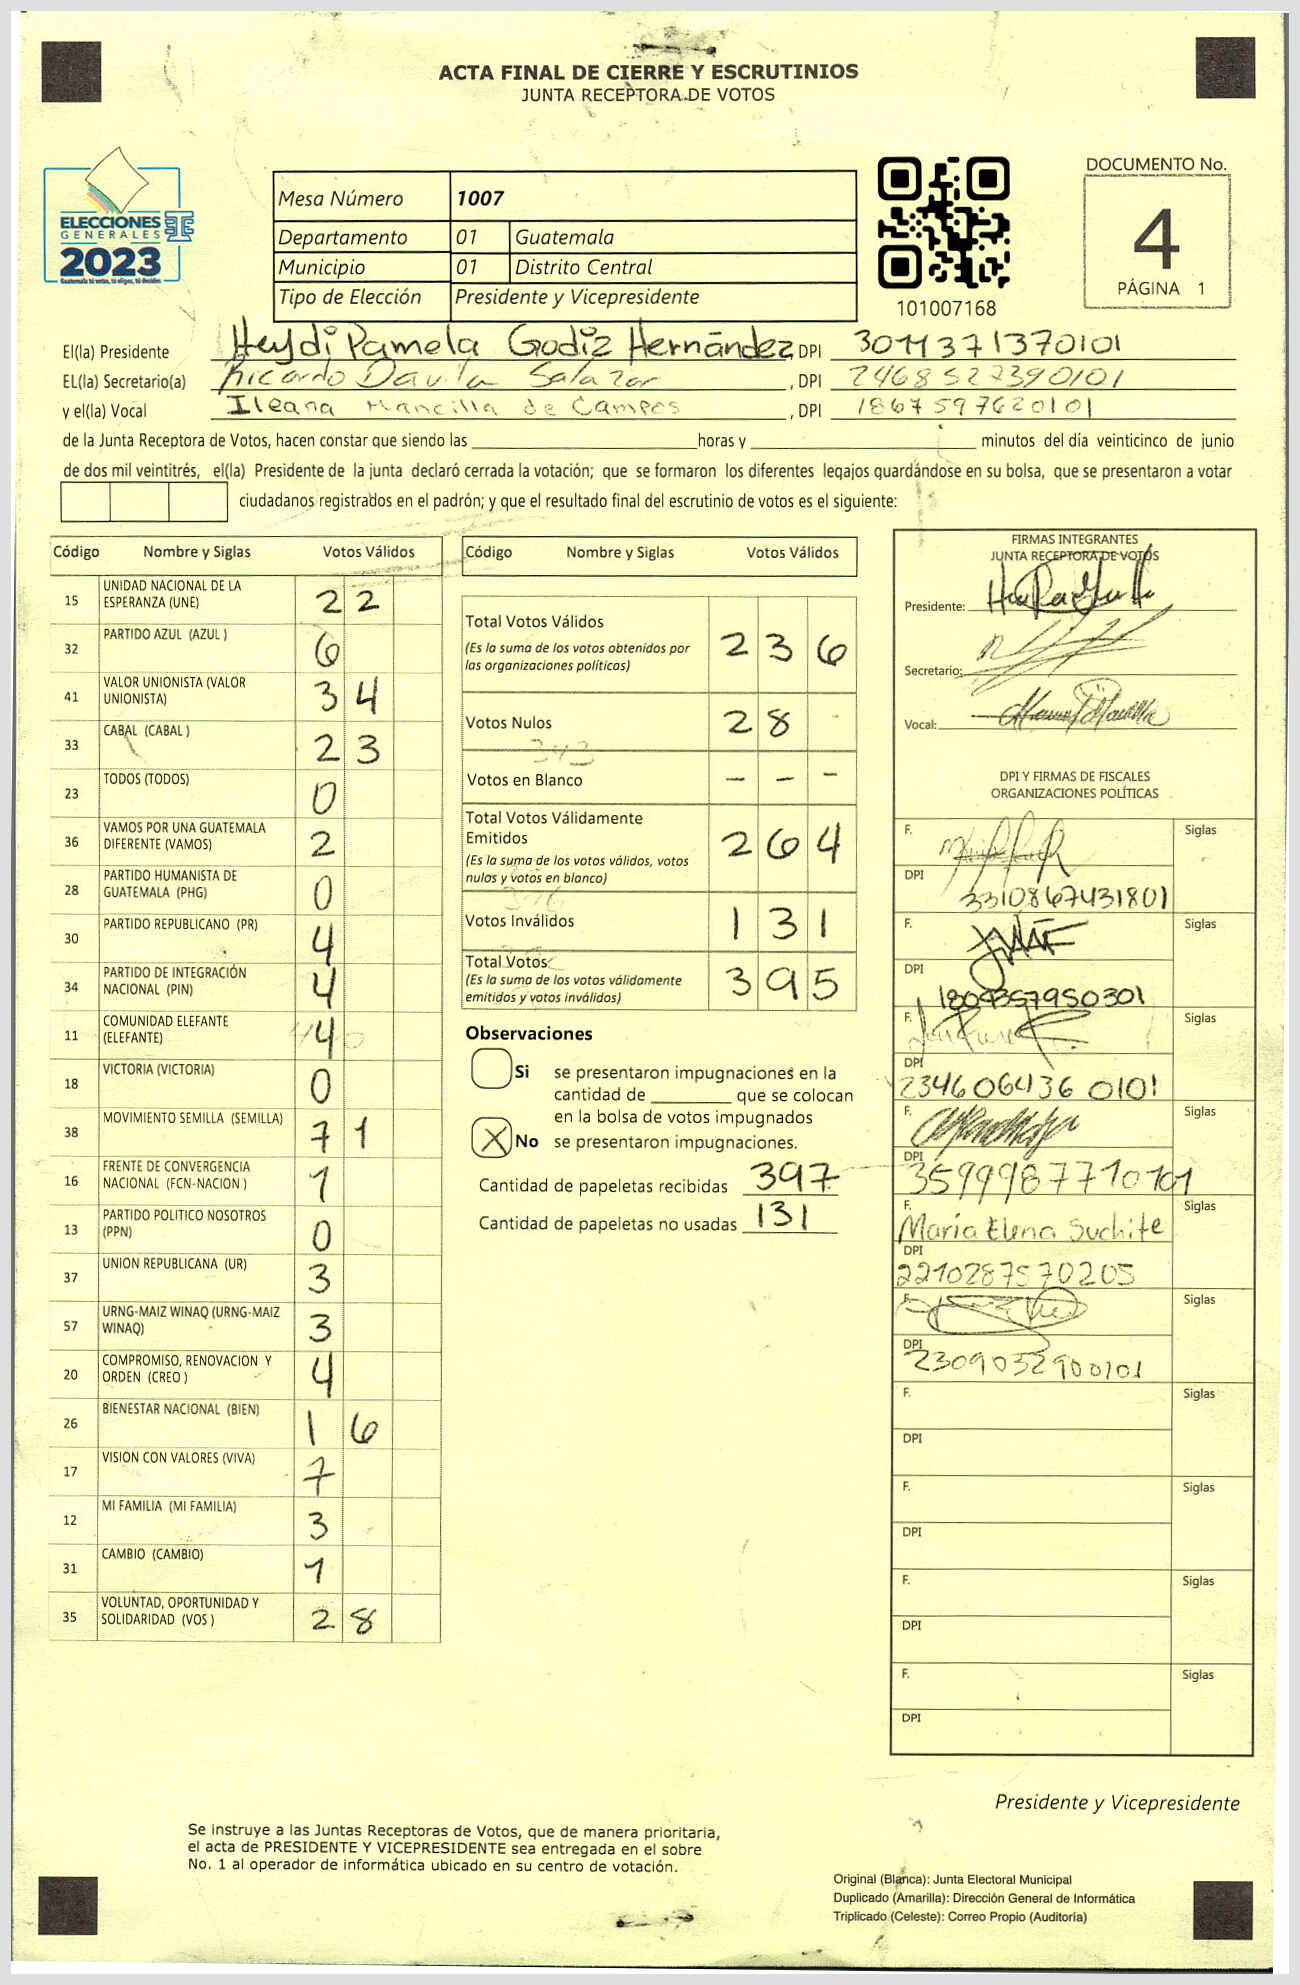 ACTA FINAL DE CIERRE Y ESCRUTINIOS
JUNTA RECEPTORA DE VOTOS
ELECCIONES
GENERALES
2023
Guatemala tú votas, tú eliges, tú decides
Mesa Número 1007
Departamento 01 Guatemala
Municipio 01 Distrito Central
Tipo de Elección Presidente y Vicepresidente
101007168
DOCUMENTO No.
4
PÁGINA 1
El(la) Presidente Heydi Pamela Godiz Hernández, DPI 3011371370101
EL(la) Secretario(a) Ricardo Davila Salazar, DPI 2468527390101
y el(la) Vocal Ileana Mancilla de Campos, DPI 1867597620101
de la Junta Receptora de Votos, hacen constar que siendo las horas y minutos del día veinticinco de junio
de dos mil veintitrés, el(la) Presidente de la junta declaró cerrada la votación; que se formaron los diferentes legajos quardándose en su bolsa, que se presentaron a votar
ciudadanos registrados en el padrón; y que el resultado final del escrutinio de votos es el siguiente:
Código Nombre y Siglas Votos Válidos
15 UNIDAD NACIONAL DE LA ESPERANZA (UNE) 22
32 PARTIDO AZUL (AZUL ) 6
41 VALOR UNIONISTA (VALOR UNIONISTA) 34
33 CABAL (CABAL ) 23
23 TODOS (TODOS) 0
36 VAMOS POR UNA GUATEMALA DIFERENTE (VAMOS) 2
28 PARTIDO HUMANISTA DE GUATEMALA (PHG) 0
30 PARTIDO REPUBLICANO (PR) 4
34 PARTIDO DE INTEGRACIÓN NACIONAL (PIN) 4
11 COMUNIDAD ELEFANTE (ELEFANTE) 4
18 VICTORIA (VICTORIA) 0
38 MOVIMIENTO SEMILLA (SEMILLA) 71
16 FRENTE DE CONVERGENCIA NACIONAL (FCN-NACION ) 1
13 PARTIDO POLITICO NOSOTROS (PPN) 0
37 UNION REPUBLICANA (UR) 3
57 URNG-MAIZ WINAQ (URNG-MAIZ WINAQ) 3
20 COMPROMISO, RENOVACION Y ORDEN (CREO ) 4
26 BIENESTAR NACIONAL (BIEN) 16
17 VISION CON VALORES (VIVA) 7
12 MI FAMILIA (MI FAMILIA) 3
31 CAMBIO (CAMBIO) 1
35 VOLUNTAD, OPORTUNIDAD Y SOLIDARIDAD (VOS ) 28
Código Nombre y Siglas Votos Válidos
Total Votos Válidos 236
(Es la suma de los votos obtenidos por
las organizaciones políticas)
Votos Nulos 28
Votos en Blanco - - -
Total Votos Válidamente
Emitidos 264
(Es la suma de los votos válidos, votos
nulos y votos en blanco)
Votos Inválidos 131
Total Votos 395
(Es la suma de los votos válidamente
emitidos y votos inválidos)
Observaciones
Si se presentaron impugnaciones en la
cantidad de que se colocan
en la bolsa de votos impugnados
X No se presentaron impugnaciones.
Cantidad de papeletas recibidas 397
Cantidad de papeletas no usadas 131
FIRMAS INTEGRANTES
JUNTA RECEPTORA DE VOTOS
Presidente:
Secretario:
Vocal:
DPI Y FIRMAS DE FISCALES
ORGANIZACIONES POLÍTICAS
F. Siglas
DPI 3310867431801
F. Siglas
DPI 1809357950301
F. Siglas
DPI 2346064360101
F. Siglas
DPI 3599987710101
F. María Elena Suchite Siglas
DPI 2210287570205
F. Siglas
DPI 2309032900101
F. Siglas
DPI
F. Siglas
DPI
F. Siglas
DPI
F. Siglas
DPI
Presidente y Vicepresidente
Se instruye a las Juntas Receptoras de Votos, que de manera prioritaria,
el acta de PRESIDENTE Y VICEPRESIDENTE sea entregada en el sobre
No. 1 al operador de informática ubicado en su centro de votación.
Original (Blanca): Junta Electoral Municipal
Duplicado (Amarilla): Dirección General de Informática
Triplicado (Celeste): Correo Propio (Auditoría)